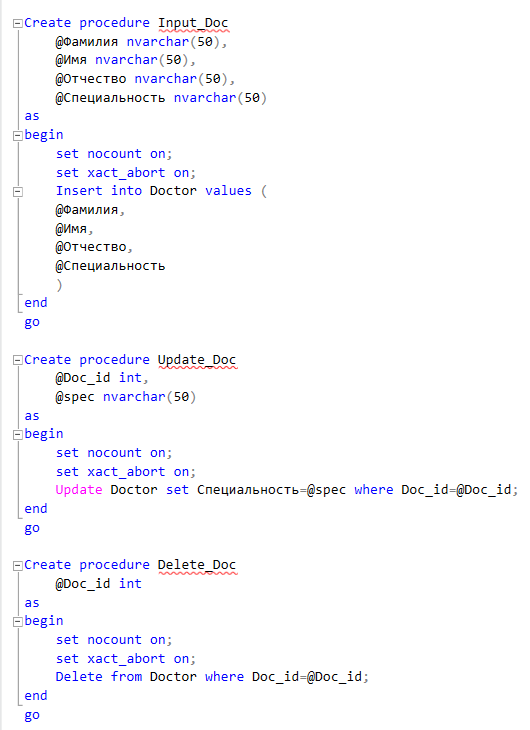 Create procedure Input_Doc
@Фамилия nvarchar(50),
@Имя nvarchar(50),
@Отчество nvarchar(50),
@Специальность nvarchar(50)
as
begin
set nocount on;
set xact_abort on;
Insert into Doctor values (
@Фамилия,
@Имя,
@Отчество,
@Специальность
)
end
go
Create procedure Update_Doc
@Doc_id int,
@spec nvarchar(50)
as
begin
set nocount on;
set xact_abort on;
Update Doctor set Специальность=@spec where Doc_id=@Doc_id;
end
go
Create procedure Delete_Doc
@Doc_id int
as
begin
set nocount on;
set xact_abort on;
Delete from Doctor where Doc_id=@Doc_id;
end
go